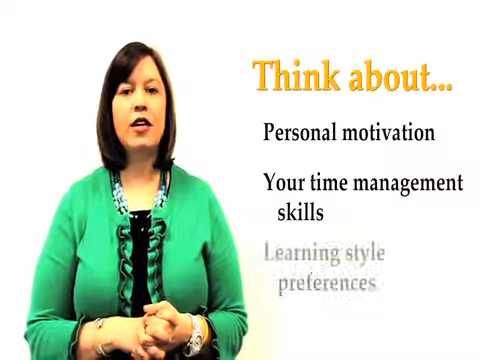 Think about...
Personal motivation
Your time management
skills
Learning style
preferences